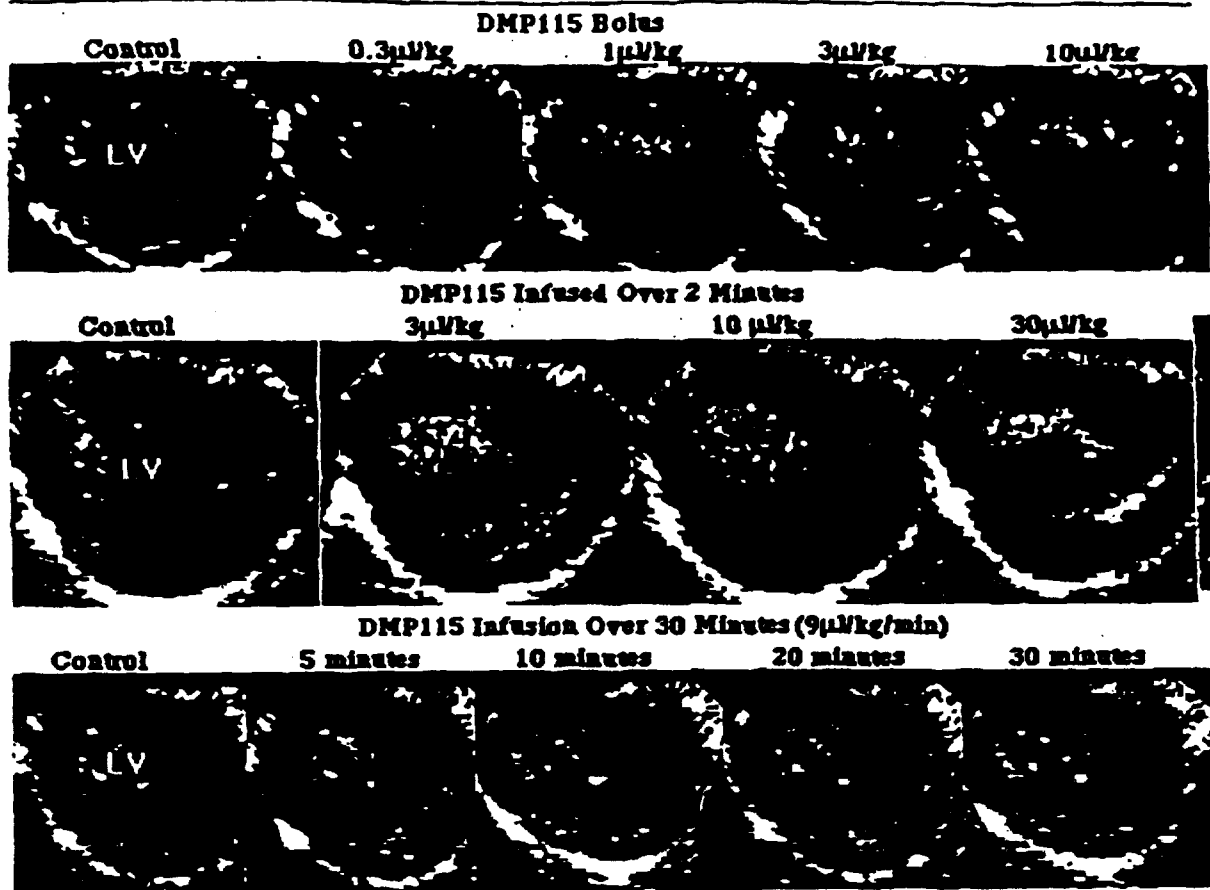 DMP115 Bolus
Control 0.3µl/kg 1µl/kg 3µl/kg 10µl/kg
LV
DMP115 Infused Over 2 Minutes
Control 3µl/kg 10 µl/kg 30µl/kg
LV
DMP115 Infusion Over 30 Minutes (9µl/kg/min)
Control 5 minutes 10 minutes 20 minutes 30 minutes
LV